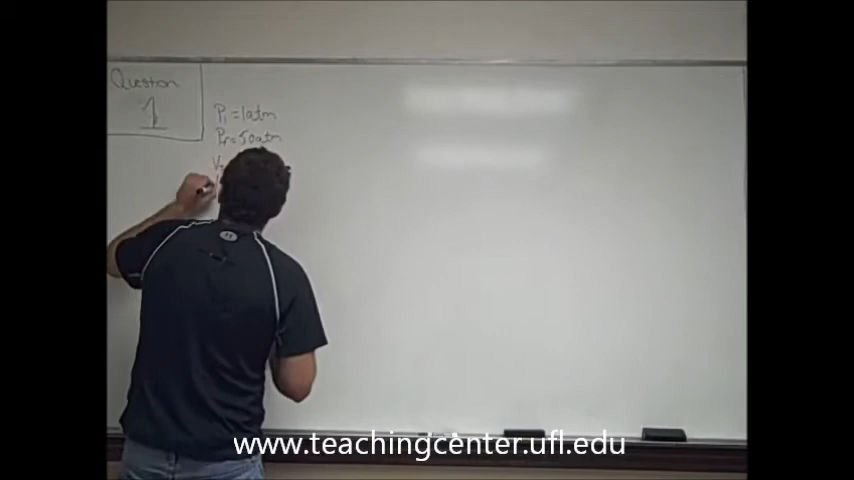 Question
1
P₁ = 1atm
P₂ = 50atm
www.teachingcenter.ufl.edu